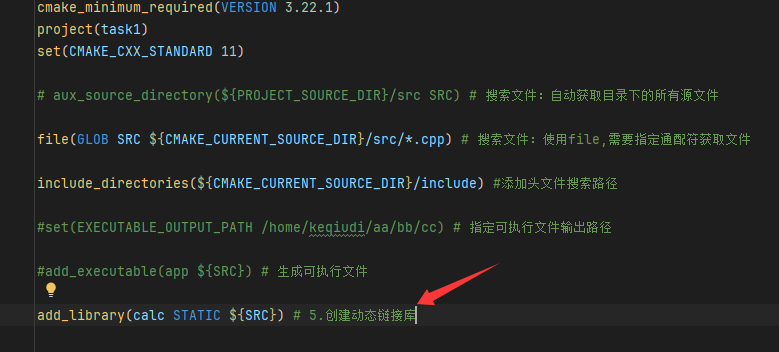 cmake_minimum_required(VERSION 3.22.1)
project(task1)
set(CMAKE_CXX_STANDARD 11)
# aux_source_directory(${PROJECT_SOURCE_DIR}/src SRC) # 搜索文件：自动获取目录下的所有源文件
file(GLOB SRC ${CMAKE_CURRENT_SOURCE_DIR}/src/*.cpp) # 搜索文件：使用file,需要指定通配符获取文件
include_directories(${CMAKE_CURRENT_SOURCE_DIR}/include) #添加头文件搜索路径
#set(EXECUTABLE_OUTPUT_PATH /home/keqiudi/aa/bb/cc) # 指定可执行文件输出路径
#add_executable(app ${SRC}) # 生成可执行文件
add_library(calc STATIC ${SRC}) # 5.创建动态链接库